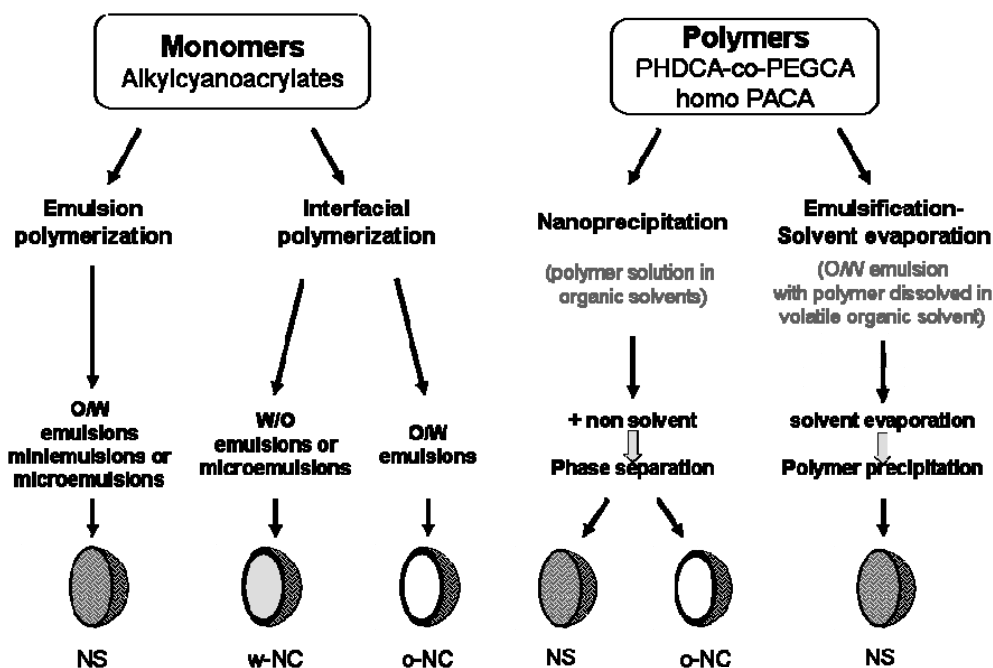 Monomers
Alkylcyanoacrylates
Polymers
PHDCA-co-PEGCA
homo PACA
Emulsion
polymerization
Interfacial
polymerization
Nanoprecipitation
(polymer solution in
organic solvents)
Emulsification-
Solvent evaporation
(O/W emulsion
with polymer dissolved in
volatile organic solvent)
O/W
emulsions
miniemulsions or
microemulsions
W/O
emulsions or
microemulsions
O/W
emulsions
+ non solvent
Phase separation
solvent evaporation
Polymer precipitation
NS
w-NC
o-NC
NS
o-NC
NS